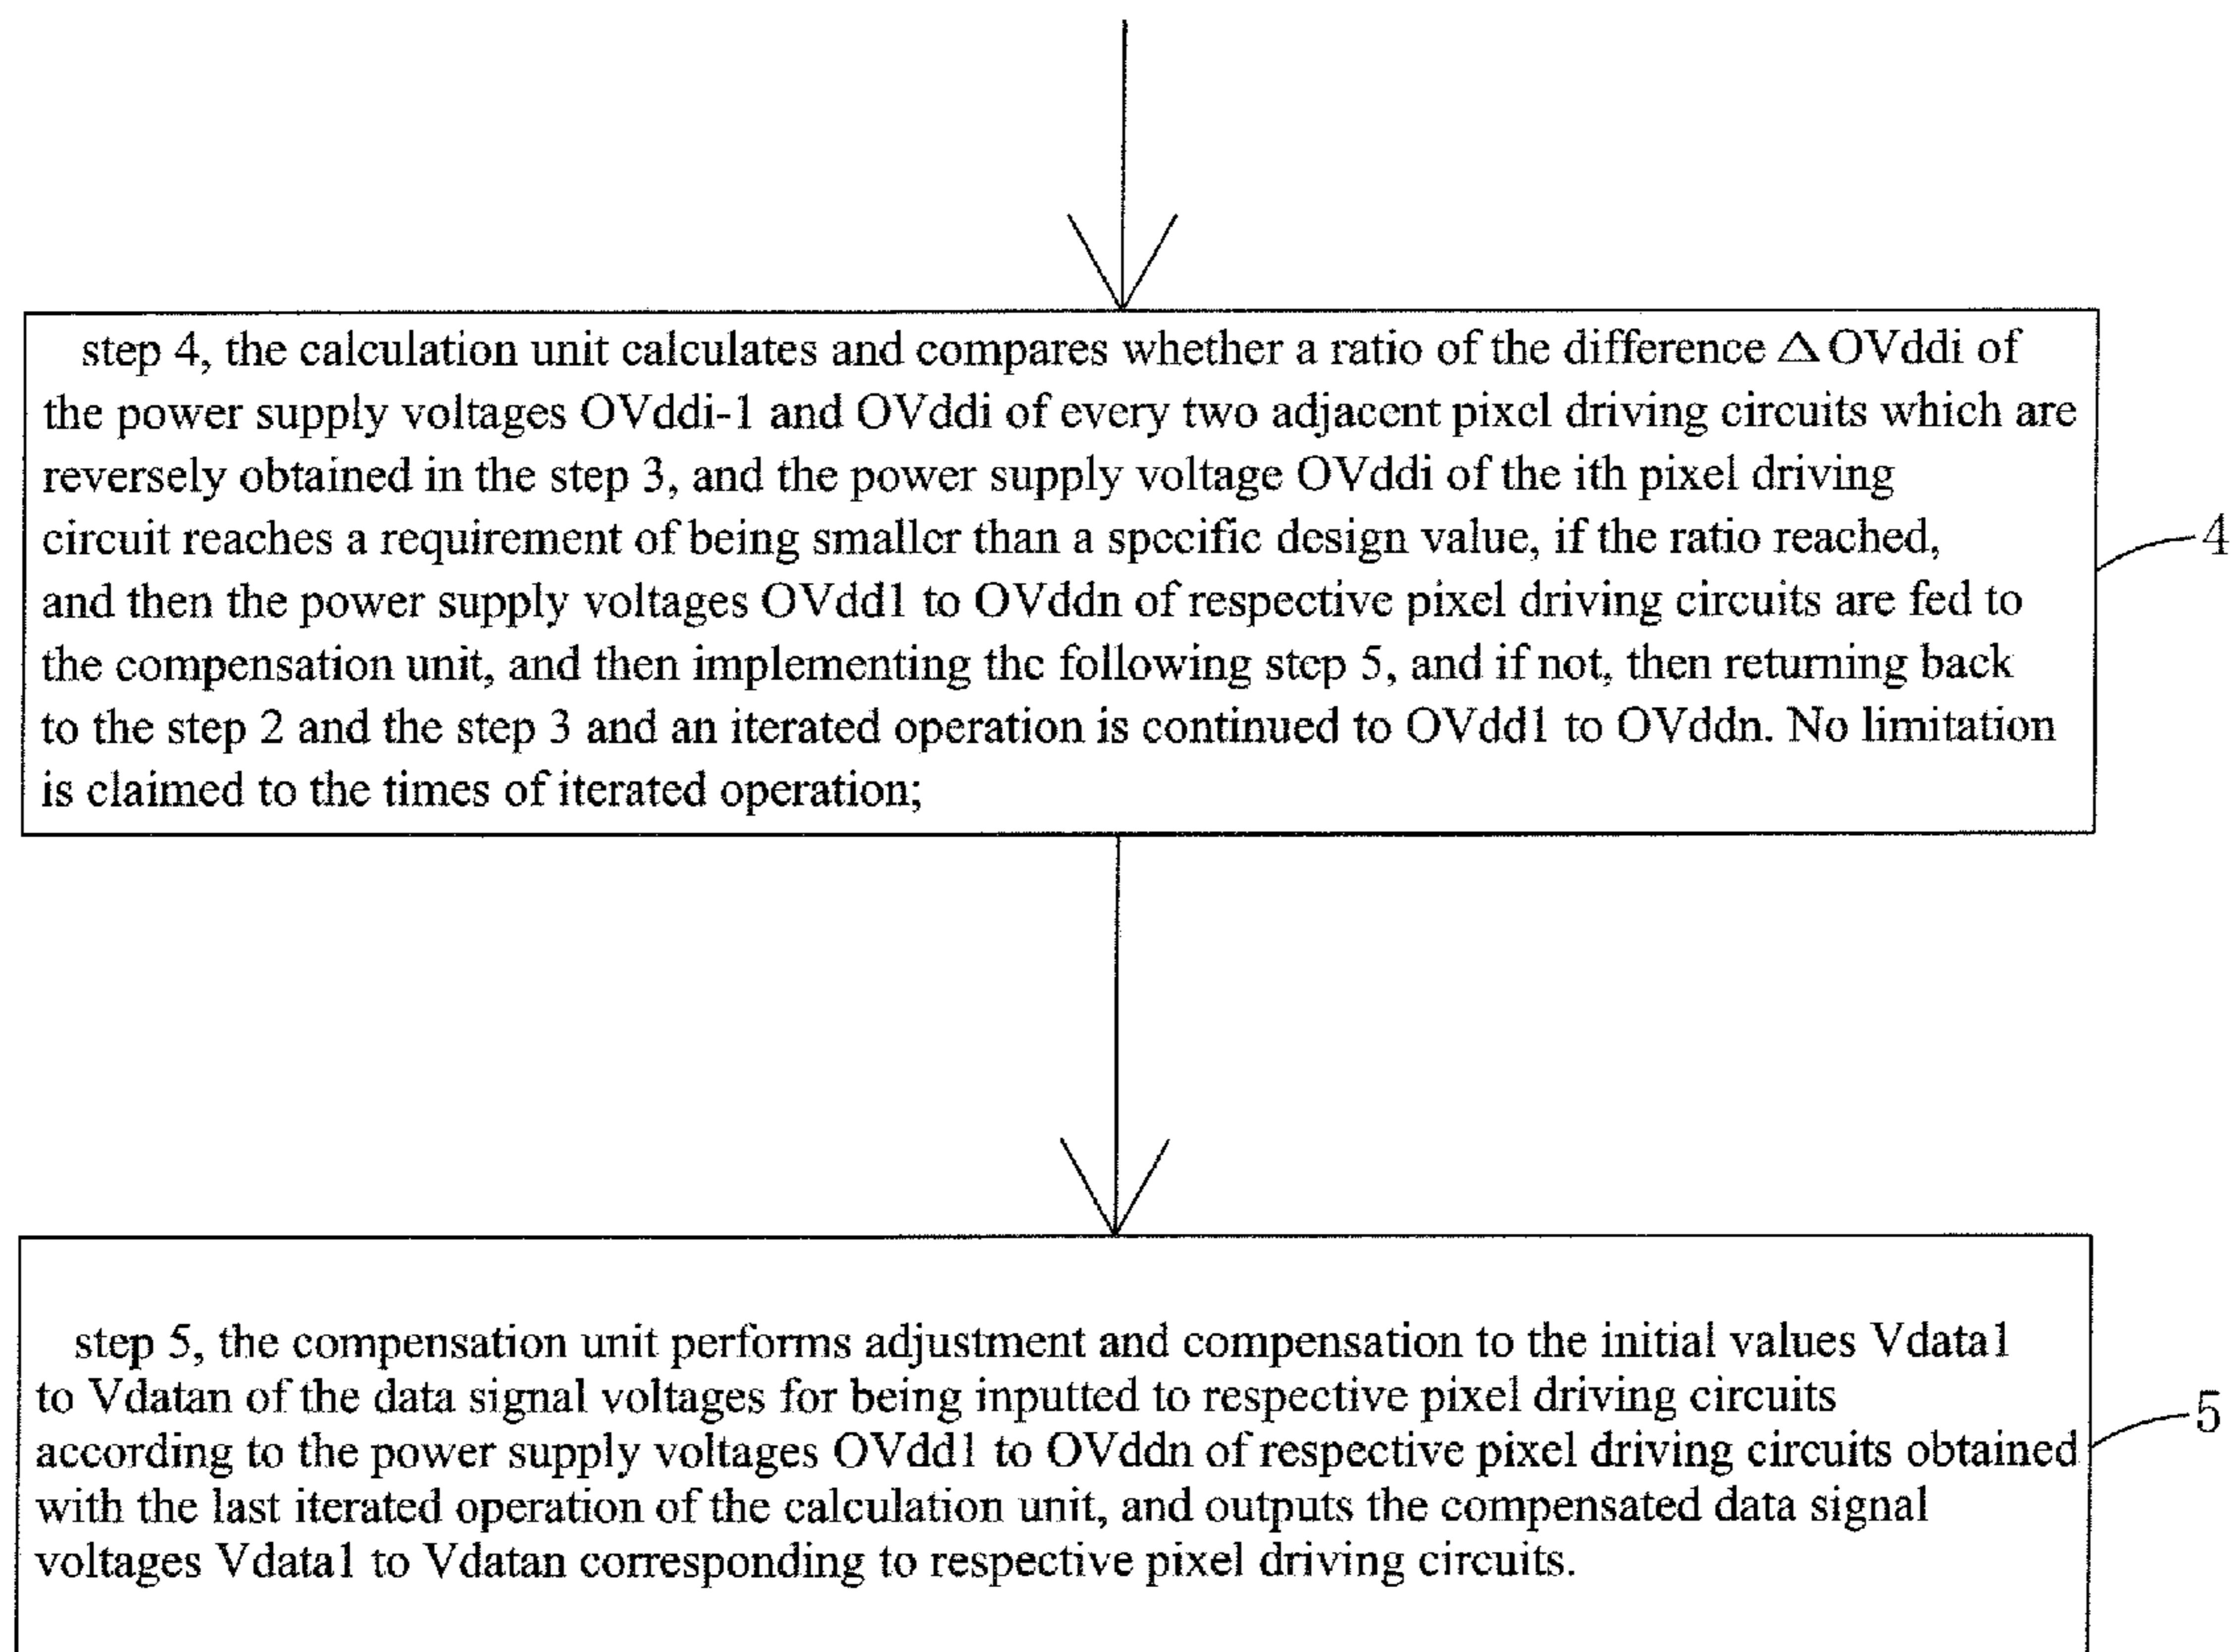 step 4, the calculation unit calculates and compares whether a ratio of the difference △OVddi of
the power supply voltages OVddi-1 and OVddi of every two adjacent pixel driving circuits which are
reversely obtained in the step 3, and the power supply voltage OVddi of the ith pixel driving
circuit reaches a requirement of being smaller than a specific design value, if the ratio reached,
and then the power supply voltages OVdd1 to OVddn of respective pixel driving circuits are fed to
the compensation unit, and then implementing the following step 5, and if not, then returning back
to the step 2 and the step 3 and an iterated operation is continued to OVdd1 to OVddn. No limitation
is claimed to the times of iterated operation;
4
step 5, the compensation unit performs adjustment and compensation to the initial values Vdata1
to Vdatan of the data signal voltages for being inputted to respective pixel driving circuits
according to the power supply voltages OVdd1 to OVddn of respective pixel driving circuits obtained
with the last iterated operation of the calculation unit, and outputs the compensated data signal
voltages Vdata1 to Vdatan corresponding to respective pixel driving circuits.
5